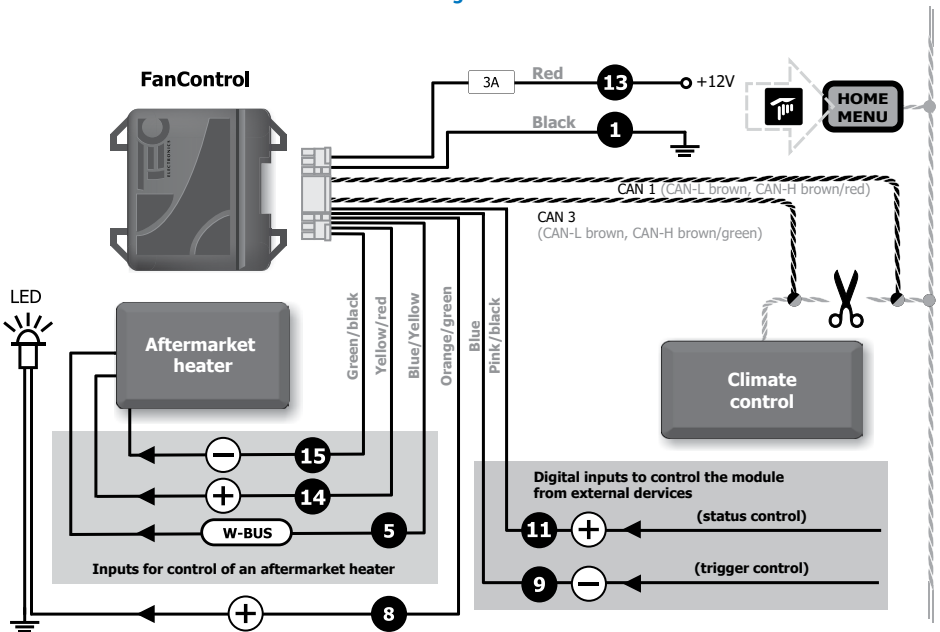 FanControl
TEC
ELECTRONICS
3A
Red
13
+12V
HOME
MENU
Black
1
CAN 1 (CAN-L brown, CAN-H brown/red)
CAN 3
(CAN-L brown, CAN-H brown/green)
LED
Aftermarket
heater
Green/black
Yellow/red
Blue/Yellow
Orange/green
Blue
Pink/black
Climate
control
15
14
W-BUS
5
Inputs for control of an aftermarket heater
8
Digital inputs to control the module
from external dervices
11
(status control)
9
(trigger control)